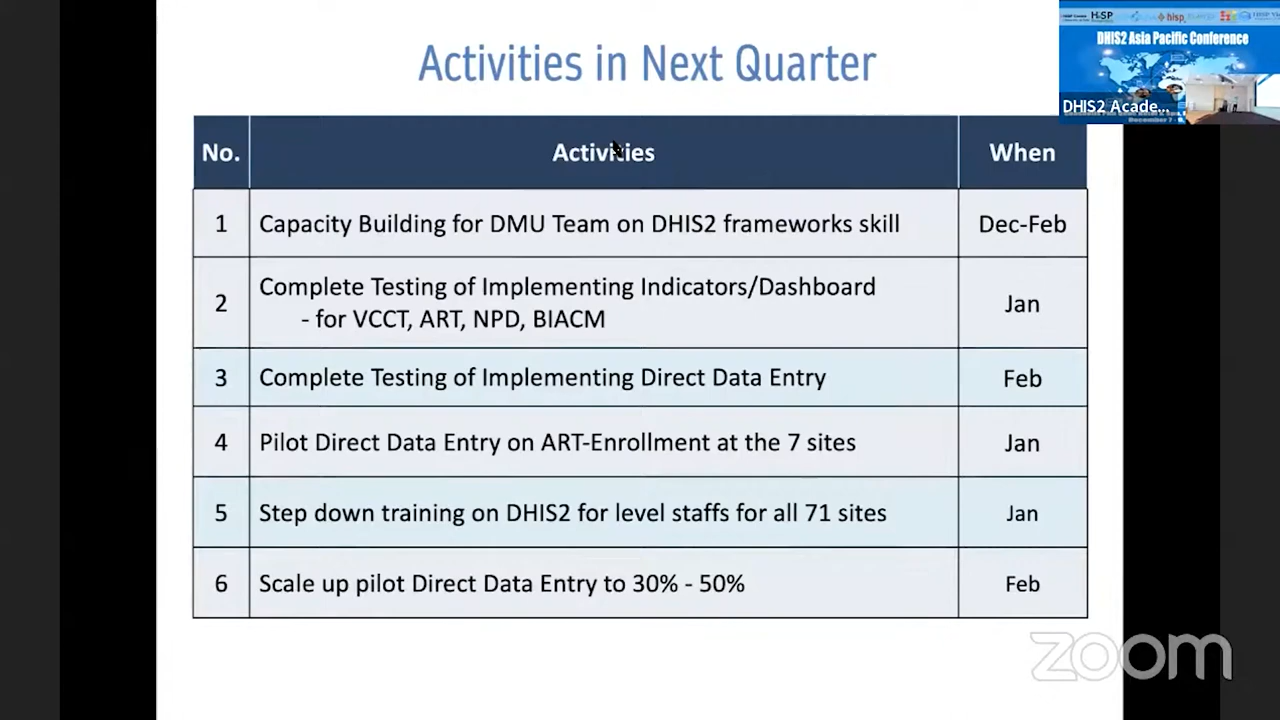 Activities in Next Quarter
HiSP
hisp
DHIS2 Asia Pacific Conference
DHIS2 Acade...
No. Activities When
1 Capacity Building for DMU Team on DHIS2 frameworks skill Dec-Feb
2 Complete Testing of Implementing Indicators/Dashboard
- for VCCT, ART, NPD, BIACM Jan
3 Complete Testing of Implementing Direct Data Entry Feb
4 Pilot Direct Data Entry on ART-Enrollment at the 7 sites Jan
5 Step down training on DHIS2 for level staffs for all 71 sites Jan
6 Scale up pilot Direct Data Entry to 30% - 50% Feb
zoom